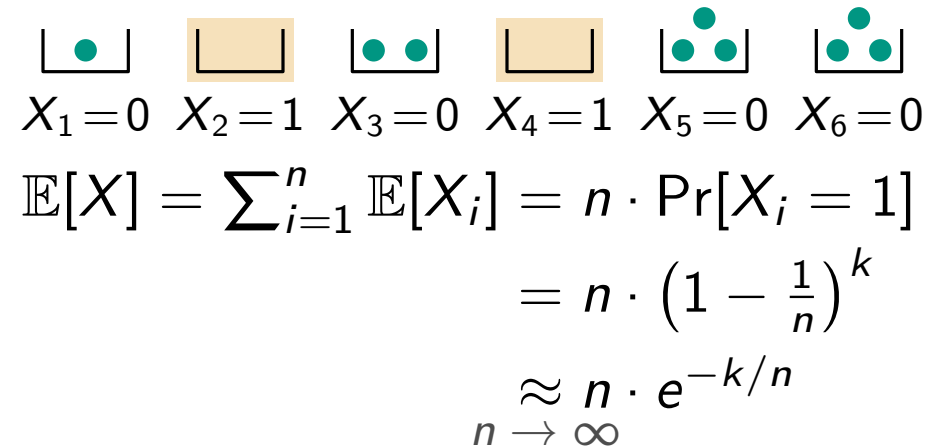 X₁=0 X₂=1 X₃=0 X₄=1 X₅=0 X₆=0
𝔼[X] = ∑ⁿᵢ₌₁ 𝔼[Xᵢ] = n · Pr[Xᵢ = 1]
= n · (1 − 1/n)ᵏ
≈ n · e^{−k/n}
n → ∞